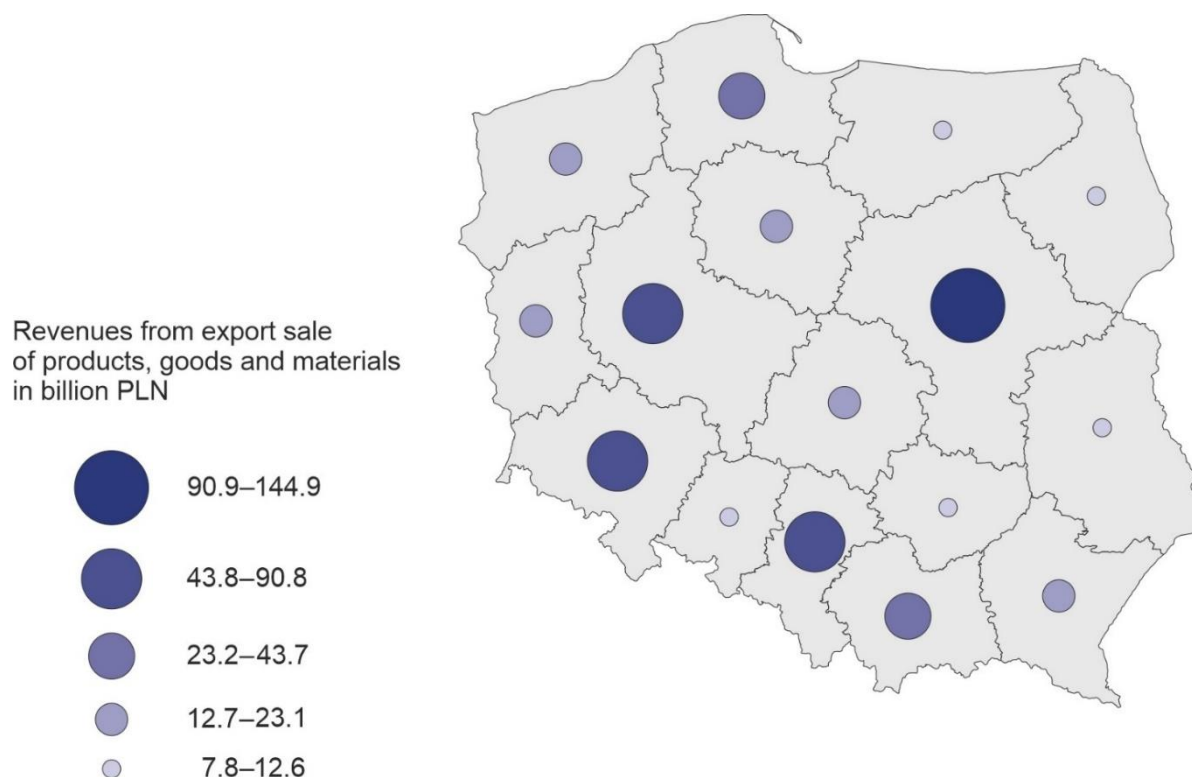 Revenues from export sale
of products, goods and materials
in billion PLN
90.9–144.9
43.8–90.8
23.2–43.7
12.7–23.1
7.8–12.6